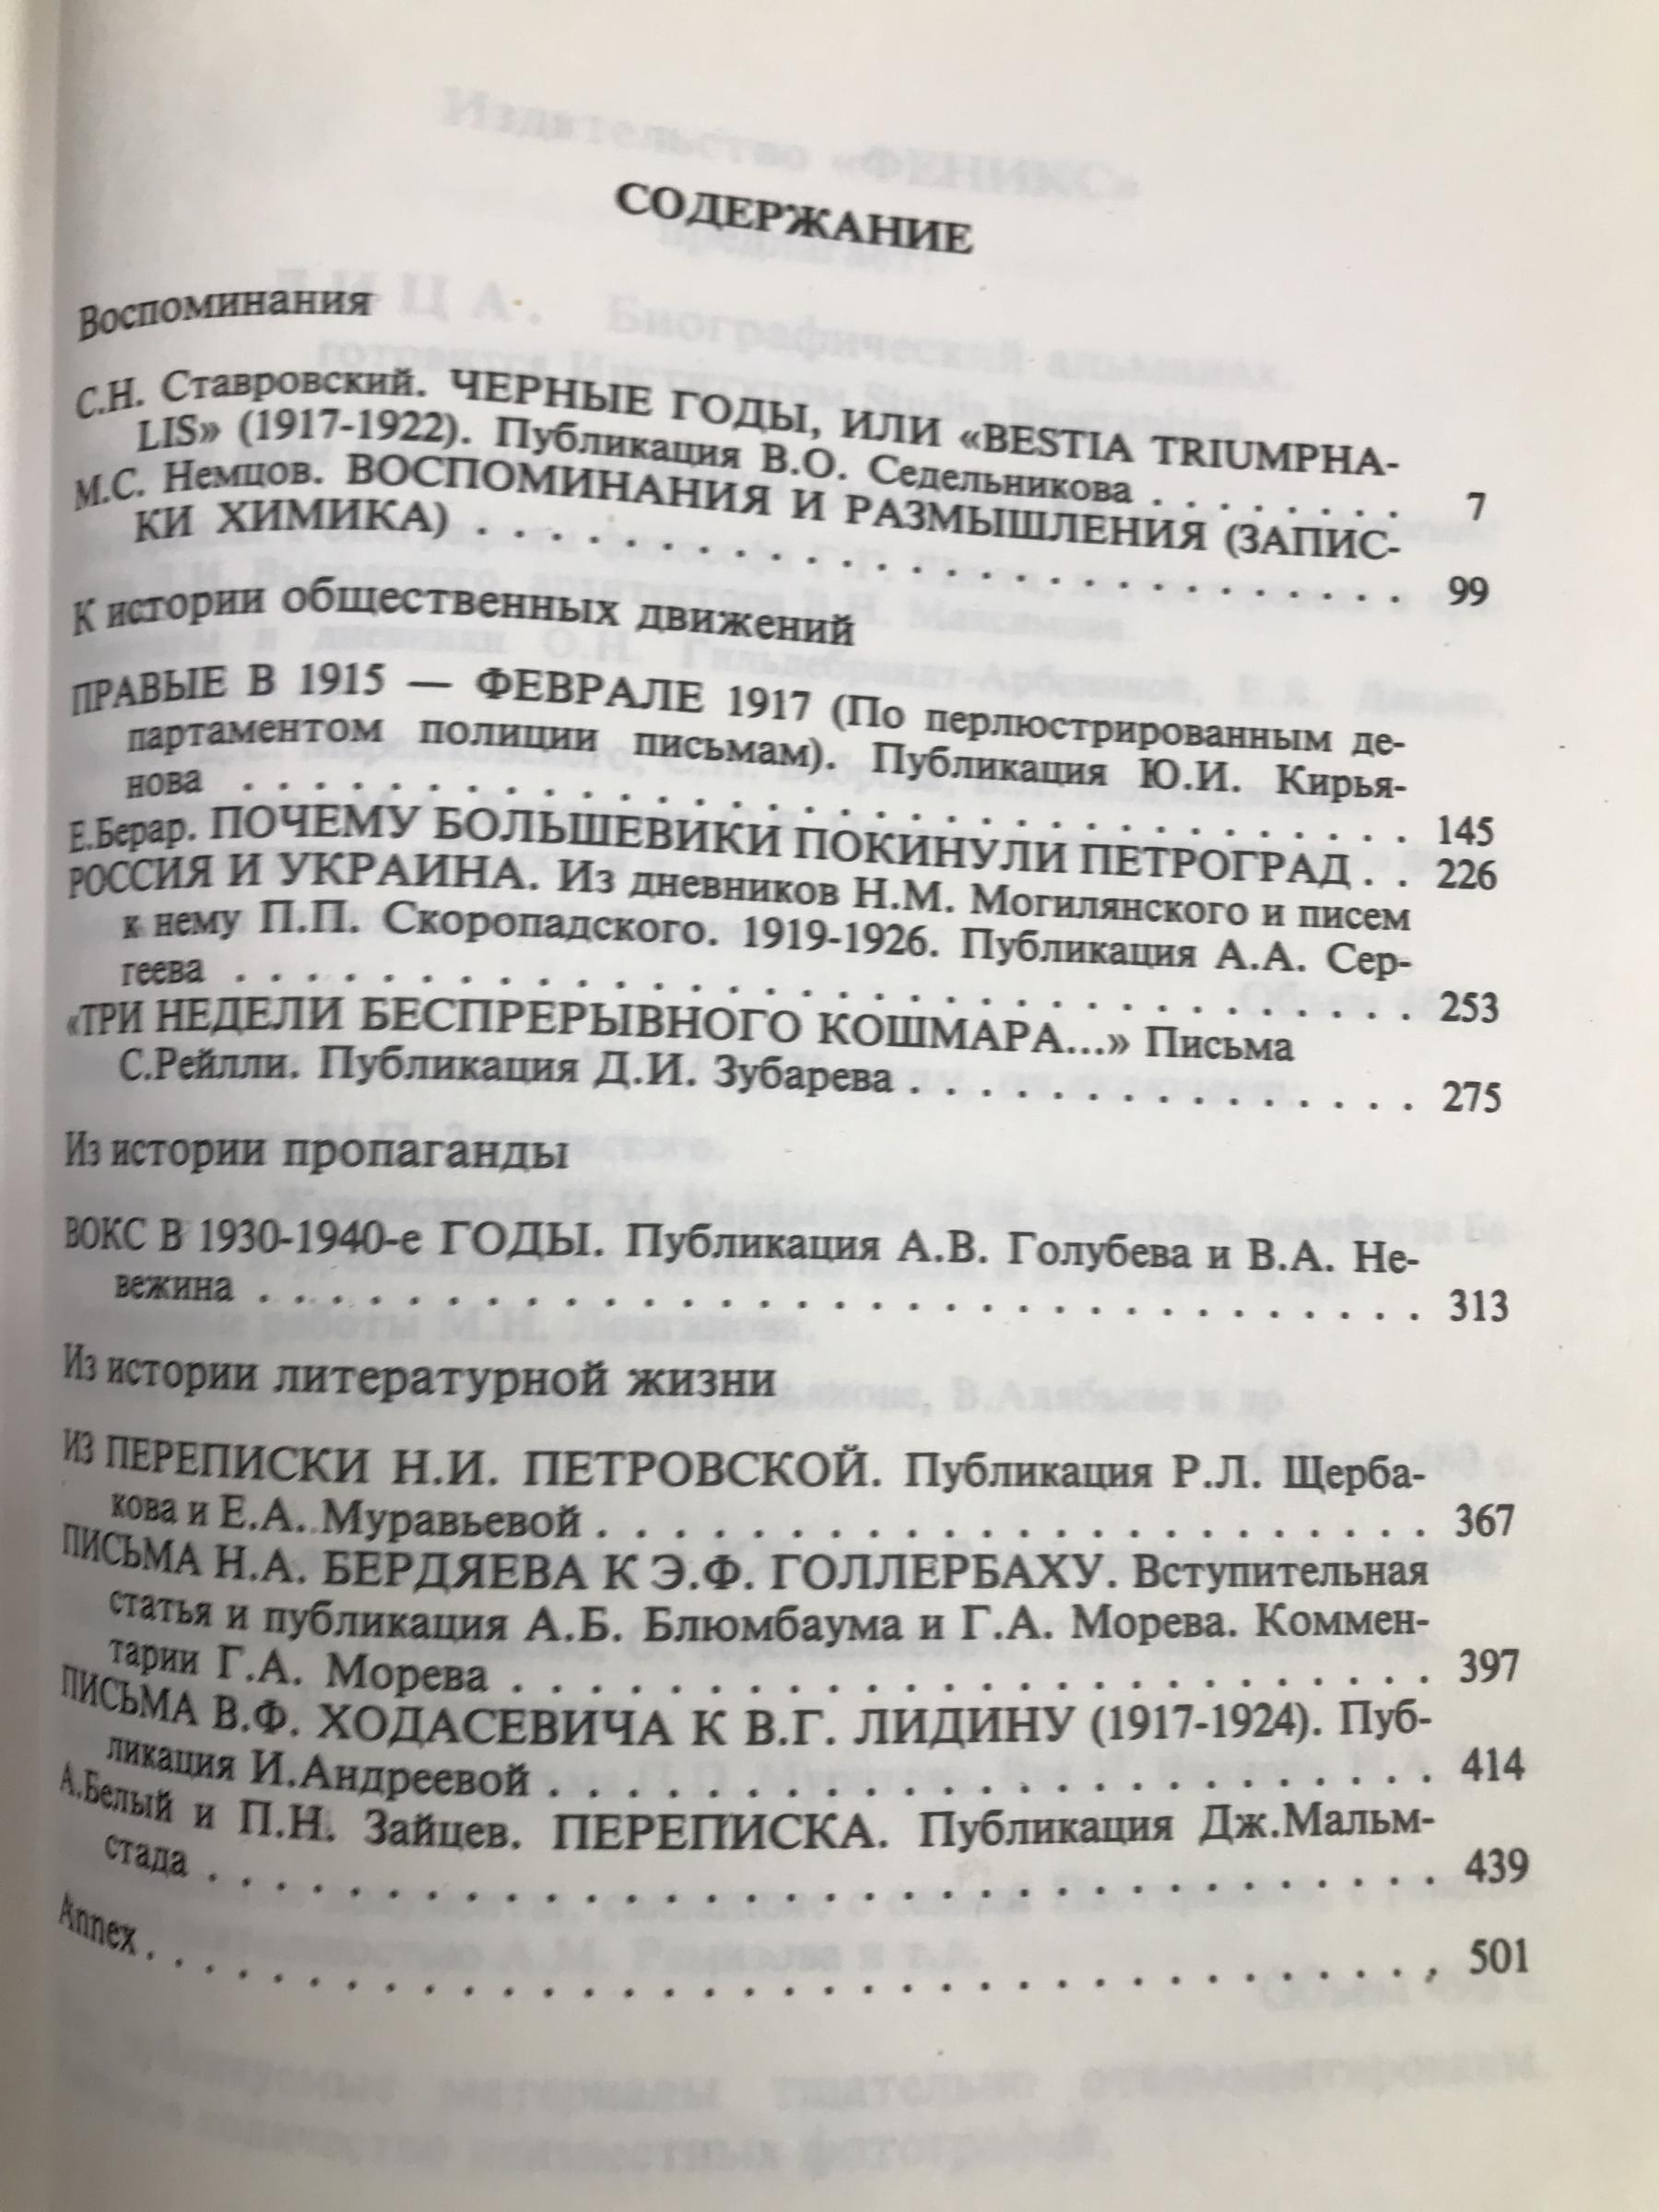 СОДЕРЖАНИЕ
Воспоминания
С.Н. Ставровский. ЧЕРНЫЕ ГОДЫ, ИЛИ «BESTIA TRIUMPHA-
LIS» (1917-1922). Публикация В.О. Седельникова . . . . . . . . 7
М.С. Немцов. ВОСПОМИНАНИЯ И РАЗМЫШЛЕНИЯ (ЗАПИС-
КИ ХИМИКА) . . . . . . . . . . . . . . . . . . . . . . . . 99
К истории общественных движений
ПРАВЫЕ В 1915 — ФЕВРАЛЕ 1917 (По перлюстрированным де-
партаментом полиции письмам). Публикация Ю.И. Кирья-
нова . . . . . . . . . . . . . . . . . . . . . . . . . . . . 145
Е.Берар. ПОЧЕМУ БОЛЬШЕВИКИ ПОКИНУЛИ ПЕТРОГРАД . . 226
РОССИЯ И УКРАИНА. Из дневников Н.М. Могилянского и писем
к нему П.П. Скоропадского. 1919-1926. Публикация А.А. Сер-
геева . . . . . . . . . . . . . . . . . . . . . . . . . . . . 253
«ТРИ НЕДЕЛИ БЕСПРЕРЫВНОГО КОШМАРА...» Письма
С.Рейлли. Публикация Д.И. Зубарева . . . . . . . . . . . . . 275
Из истории пропаганды
ВОКС В 1930-1940-е ГОДЫ. Публикация А.В. Голубева и В.А. Не-
вежина . . . . . . . . . . . . . . . . . . . . . . . . . . . 313
Из истории литературной жизни
ИЗ ПЕРЕПИСКИ Н.И. ПЕТРОВСКОЙ. Публикация Р.Л. Щерба-
кова и Е.А. Муравьевой . . . . . . . . . . . . . . . . . . . 367
ПИСЬМА Н.А. БЕРДЯЕВА К Э.Ф. ГОЛЛЕРБАХУ. Вступительная
статья и публикация А.Б. Блюмбаума и Г.А. Морева. Коммен-
тарии Г.А. Морева . . . . . . . . . . . . . . . . . . . . . 397
ПИСЬМА В.Ф. ХОДАСЕВИЧА К В.Г. ЛИДИНУ (1917-1924). Пуб-
ликация И.Андреевой . . . . . . . . . . . . . . . . . . . . 414
А.Белый и П.Н. Зайцев. ПЕРЕПИСКА. Публикация Дж.Мальм-
стада . . . . . . . . . . . . . . . . . . . . . . . . . . . . 439
Annex . . . . . . . . . . . . . . . . . . . . . . . . . . . . 501